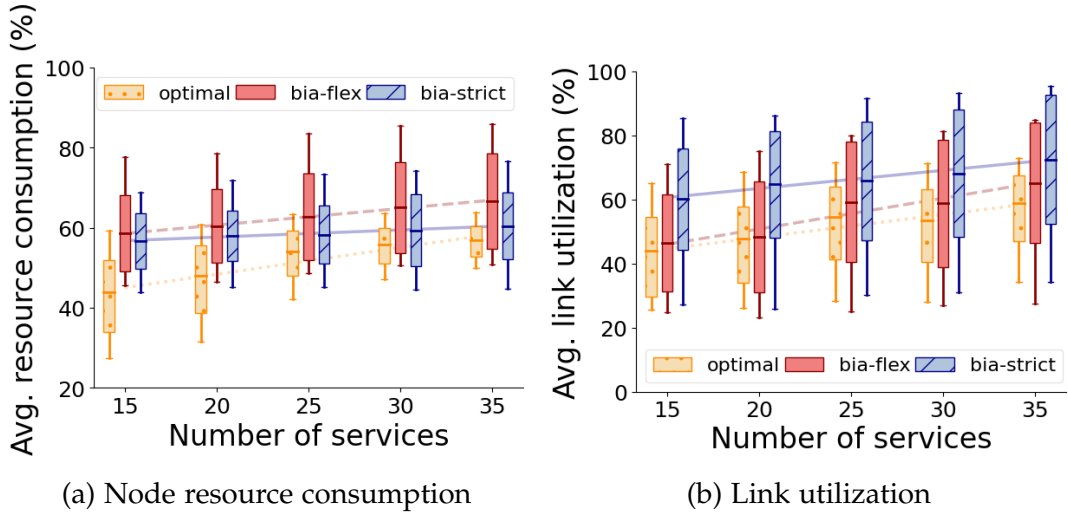 Avg. resource consumption (%)
100
80
60
40
20
optimal bia-flex bia-strict
15 20 25 30 35
Number of services
(a) Node resource consumption
Avg. link utilization (%)
100
80
60
40
20
0
optimal bia-flex bia-strict
15 20 25 30 35
Number of services
(b) Link utilization